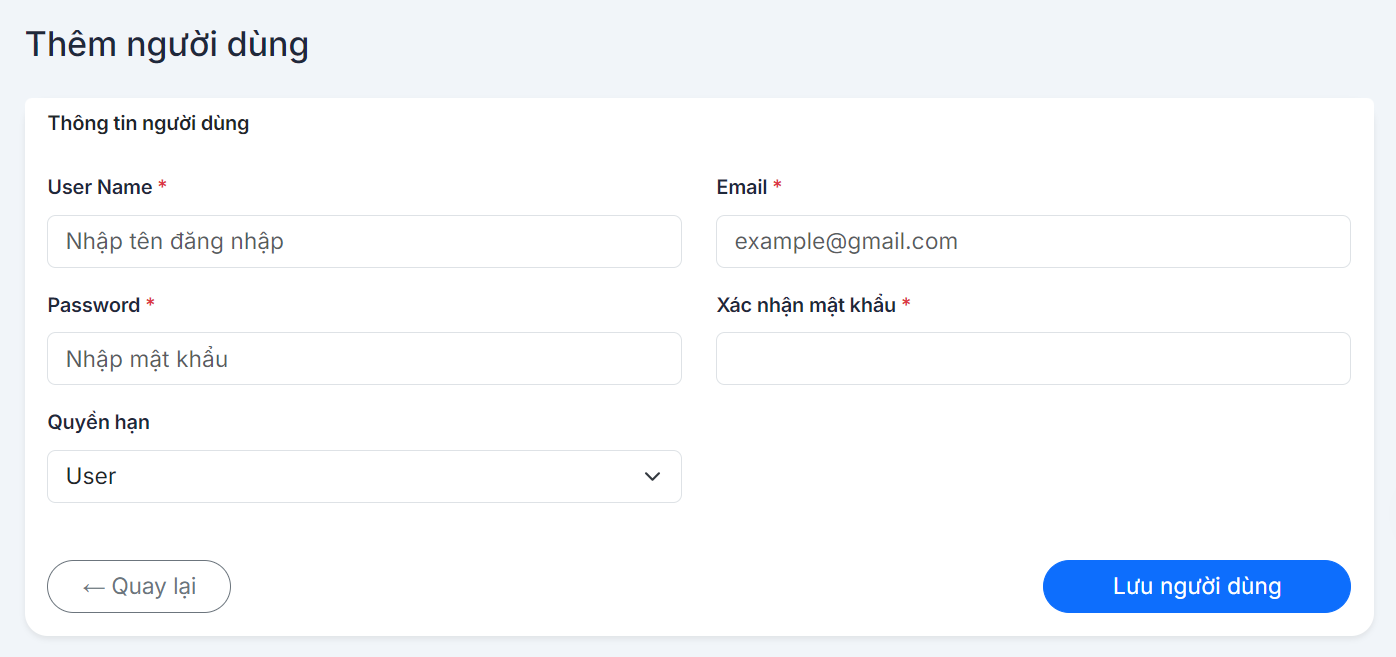 Thêm người dùng
Thông tin người dùng
User Name *
Email *
Nhập tên đăng nhập
example@gmail.com
Password *
Xác nhận mật khẩu *
Nhập mật khẩu
Quyền hạn
User
← Quay lại
Lưu người dùng